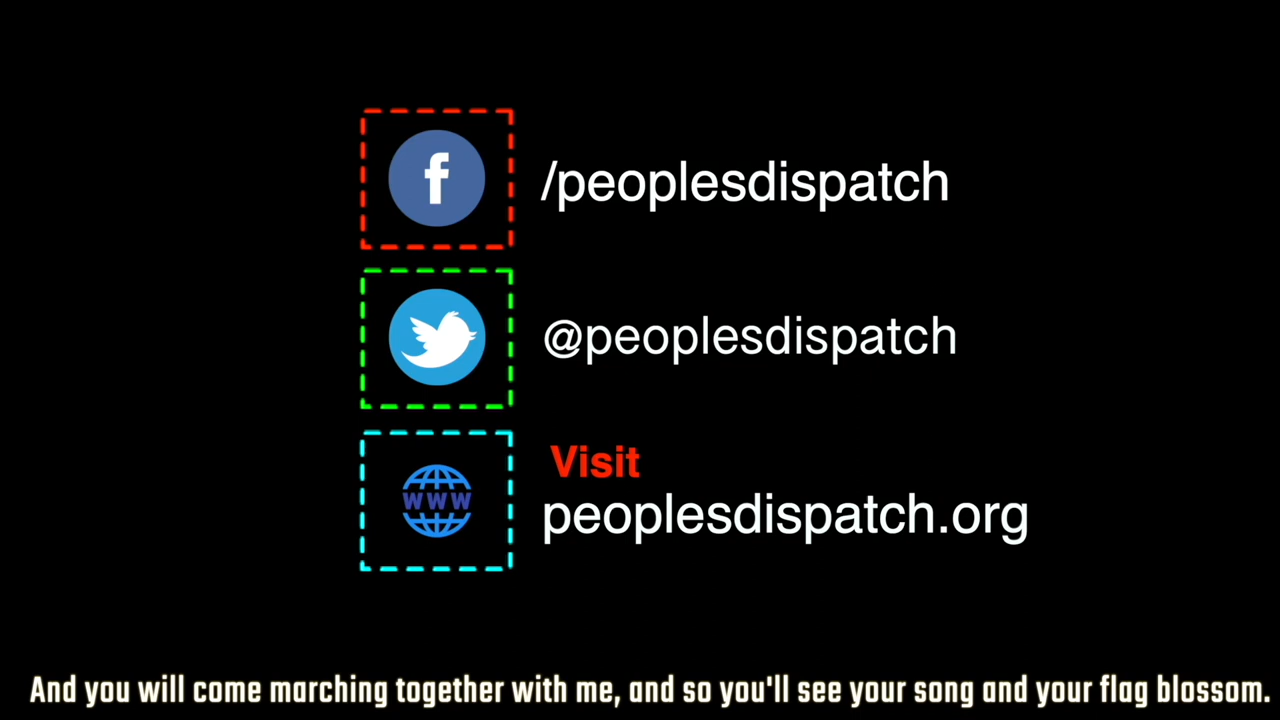 f
/peoplesdispatch
@peoplesdispatch
Visit
WWW
peoplesdispatch.org
And you will come marching together with me, and so you'll see your song and your flag blossom.